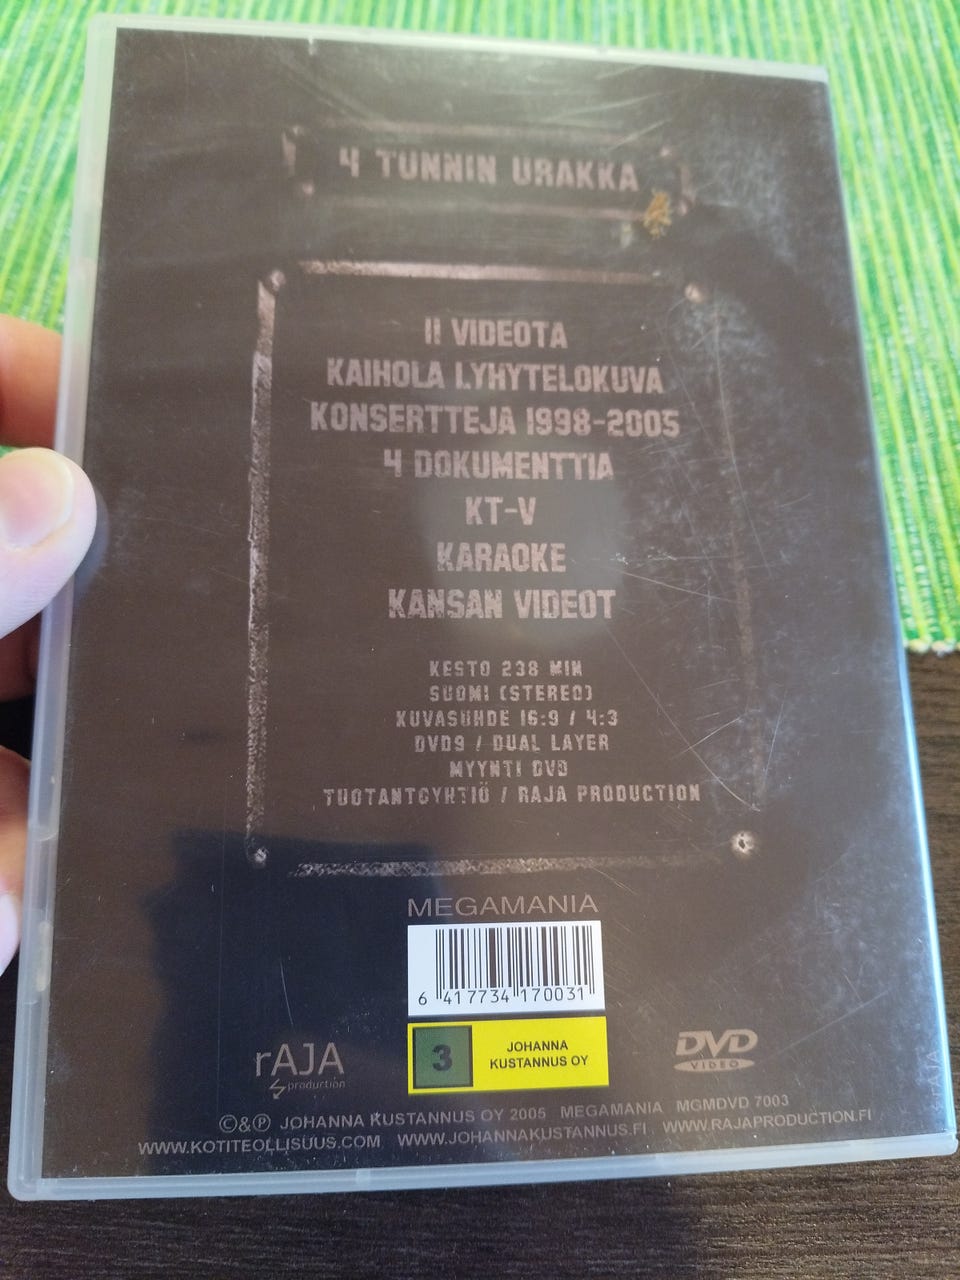 4 TUNNIN URAKKA
11 VIDEOTA
KAIHOLA LYHYTELOKUVA
KONSERTTEJA 1998-2005
4 DOKUMENTTIA
KT-V
KARAOKE
KANSAN VIDEOT
KESTO 238 MIN
SUOMI (STEREO)
KUVASUHDE 16:9 / 4:3
DVD9 / DUAL LAYER
MYYNTI DVD
TUOTANTOYHTIÖ / RAJA PRODUCTION
MEGAMANIA
6 417734 170031
3
JOHANNA
KUSTANNUS OY
rAJA
production
DVD
VIDEO
©&℗ JOHANNA KUSTANNUS OY 2005 MEGAMANIA MGMDVD 7003
WWW.KOTITEOLLISUUS.COM WWW.JOHANNAKUSTANNUS.FI WWW.RAJAPRODUCTION.FI